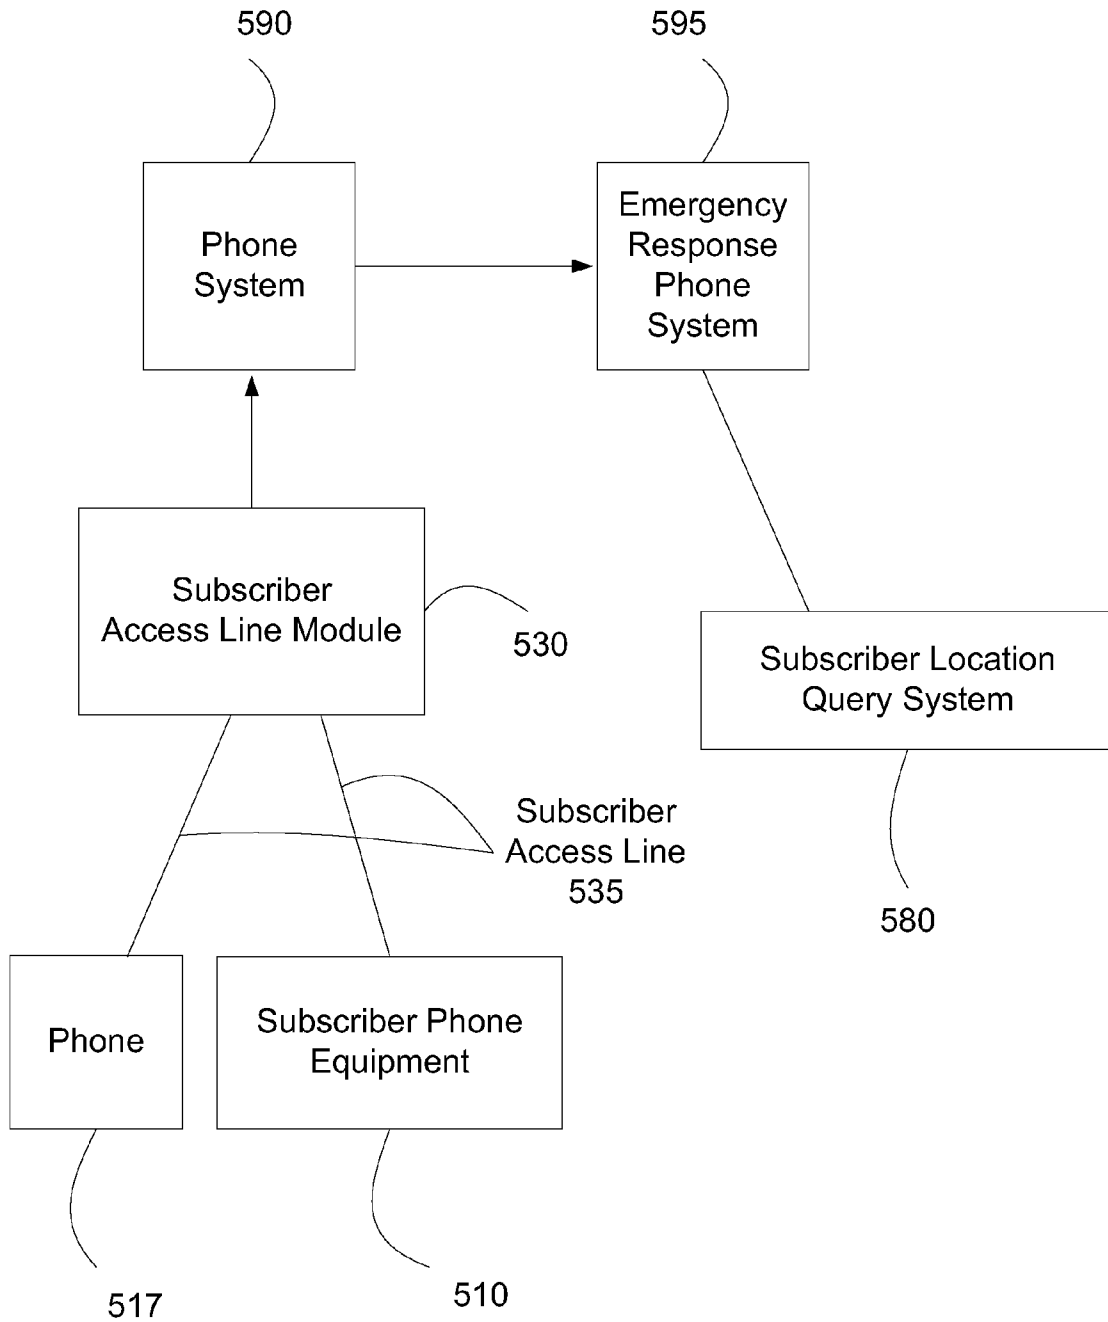 590
595
Phone
System
Emergency
Response
Phone
System
Subscriber
Access Line Module
530
Subscriber Location
Query System
Subscriber
Access Line
535
580
Phone
Subscriber Phone
Equipment
517
510